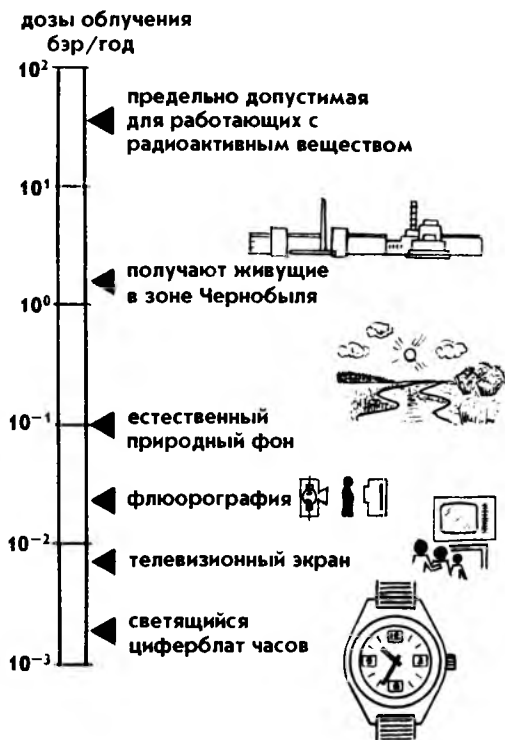 дозы облучения
бэр/год
10²
предельно допустимая
для работающих с
радиоактивным веществом
10¹
получают живущие
в зоне Чернобыля
10⁰
10⁻¹
естественный
природный фон
флюорография
10⁻²
телевизионный экран
светящийся
циферблат часов
10⁻³